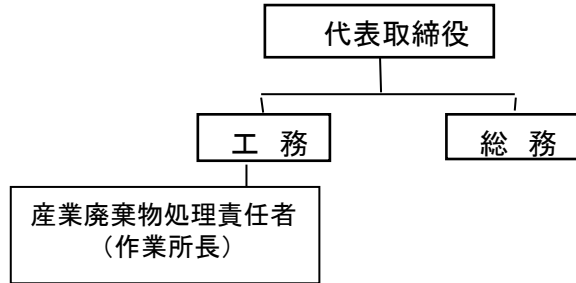 代表取締役
工 務
総 務
産業廃棄物処理責任者
（作業所長）